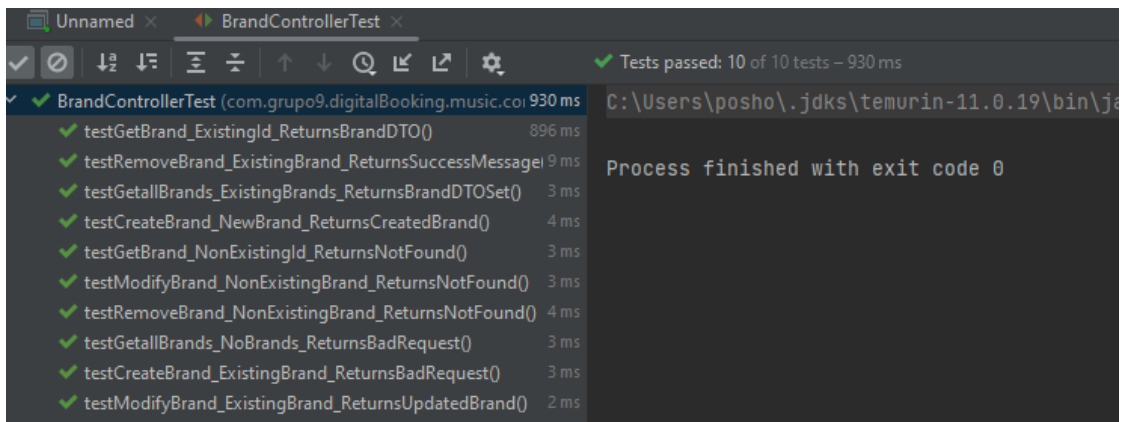 Unnamed
BrandControllerTest
Tests passed: 10 of 10 tests – 930 ms
BrandControllerTest (com.grupo9.digitalBooking.music.coi 930 ms
testGetBrand_ExistingId_ReturnsBrandDTO() 896 ms
testRemoveBrand_ExistingBrand_ReturnsSuccessMessage( 9 ms
testGetallBrands_ExistingBrands_ReturnsBrandDTOSet() 3 ms
testCreateBrand_NewBrand_ReturnsCreatedBrand() 4 ms
testGetBrand_NonExistingId_ReturnsNotFound() 3 ms
testModifyBrand_NonExistingBrand_ReturnsNotFound() 3 ms
testRemoveBrand_NonExistingBrand_ReturnsNotFound() 4 ms
testGetallBrands_NoBrands_ReturnsBadRequest() 3 ms
testCreateBrand_ExistingBrand_ReturnsBadRequest() 3 ms
testModifyBrand_ExistingBrand_ReturnsUpdatedBrand() 2 ms
C:\Users\posho\.jdks\temurin-11.0.19\bin\ja
Process finished with exit code 0